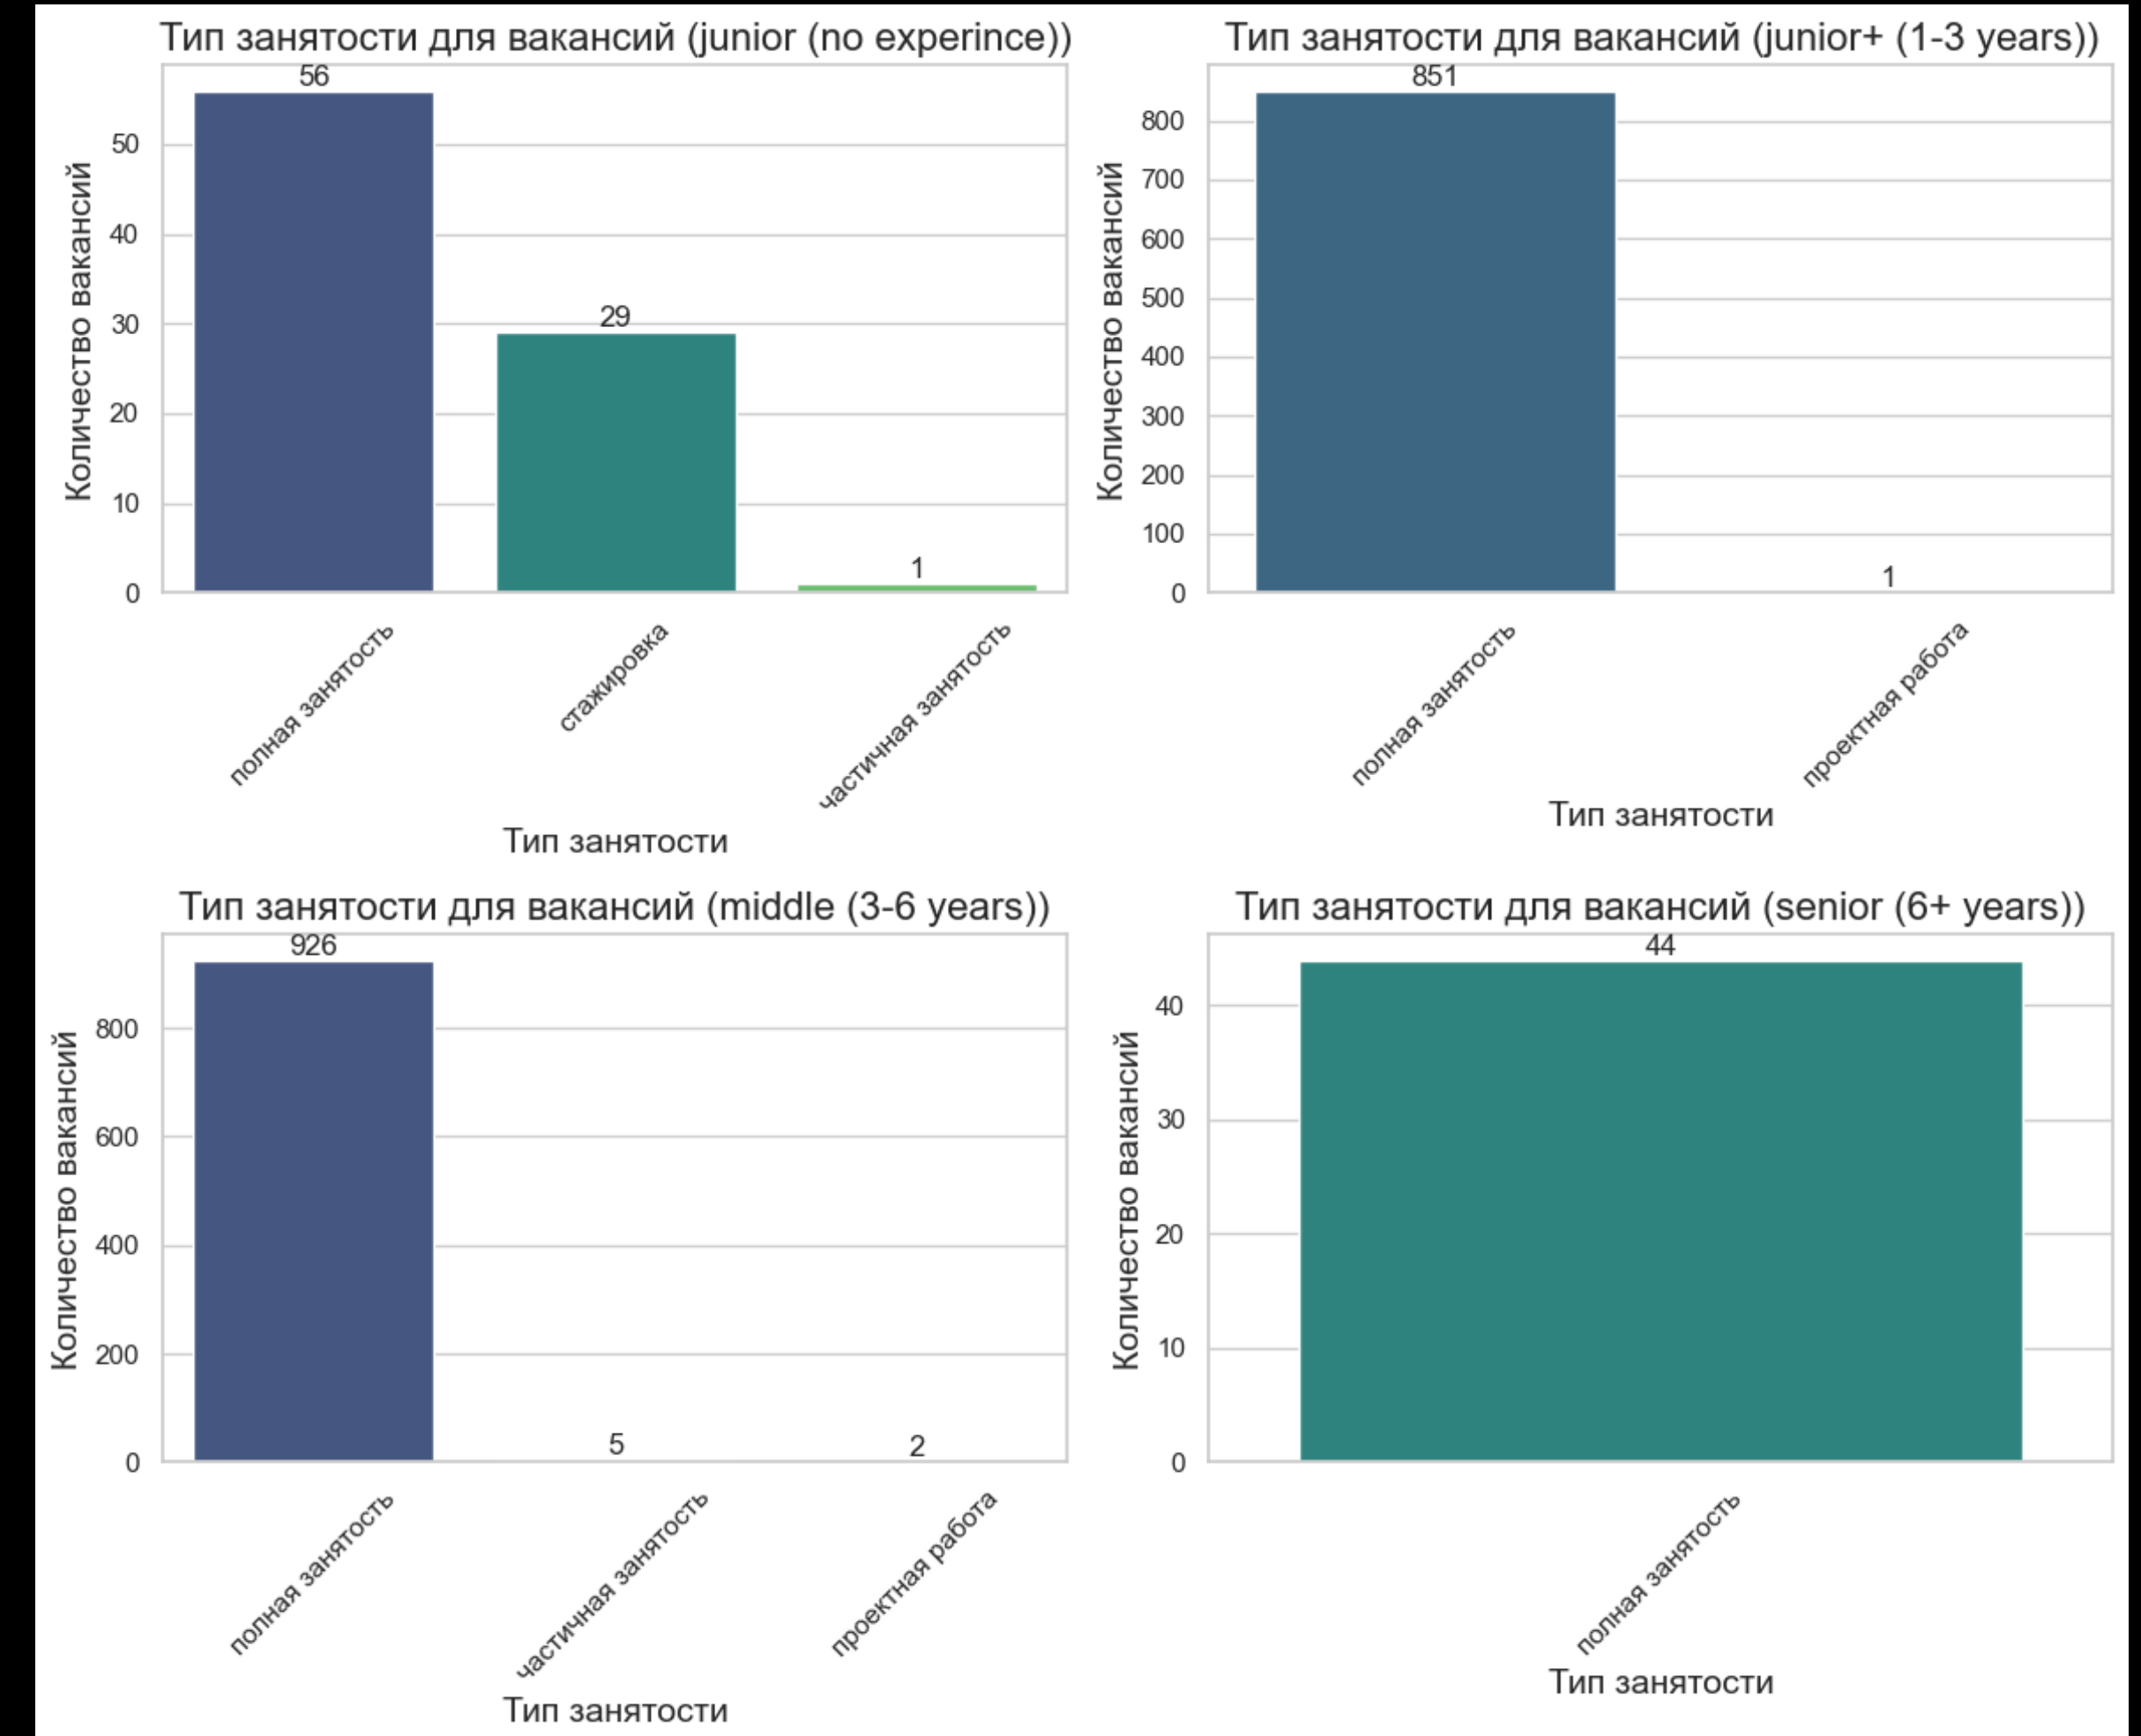 Тип занятости для вакансий (junior (no experince))
56
50
40
30
20
10
0
29
1
Количество вакансий
полная занятость
стажировка
частичная занятость
Тип занятости
Тип занятости для вакансий (junior+ (1-3 years))
851
800
700
600
500
400
300
200
100
0
1
Количество вакансий
полная занятость
проектная работа
Тип занятости
Тип занятости для вакансий (middle (3-6 years))
926
800
600
400
200
0
5
2
Количество вакансий
полная занятость
частичная занятость
проектная работа
Тип занятости
Тип занятости для вакансий (senior (6+ years))
44
40
30
20
10
0
Количество вакансий
полная занятость
Тип занятости